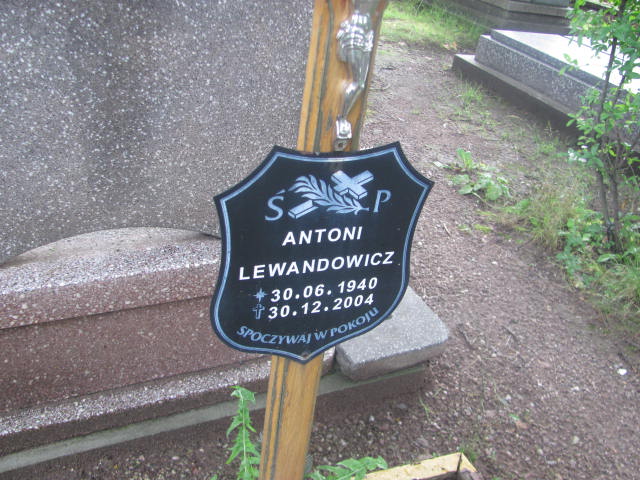 Ś P
ANTONI
LEWANDOWICZ
30.06.1940
30.12.2004
SPOCZYWAJ W POKOJU